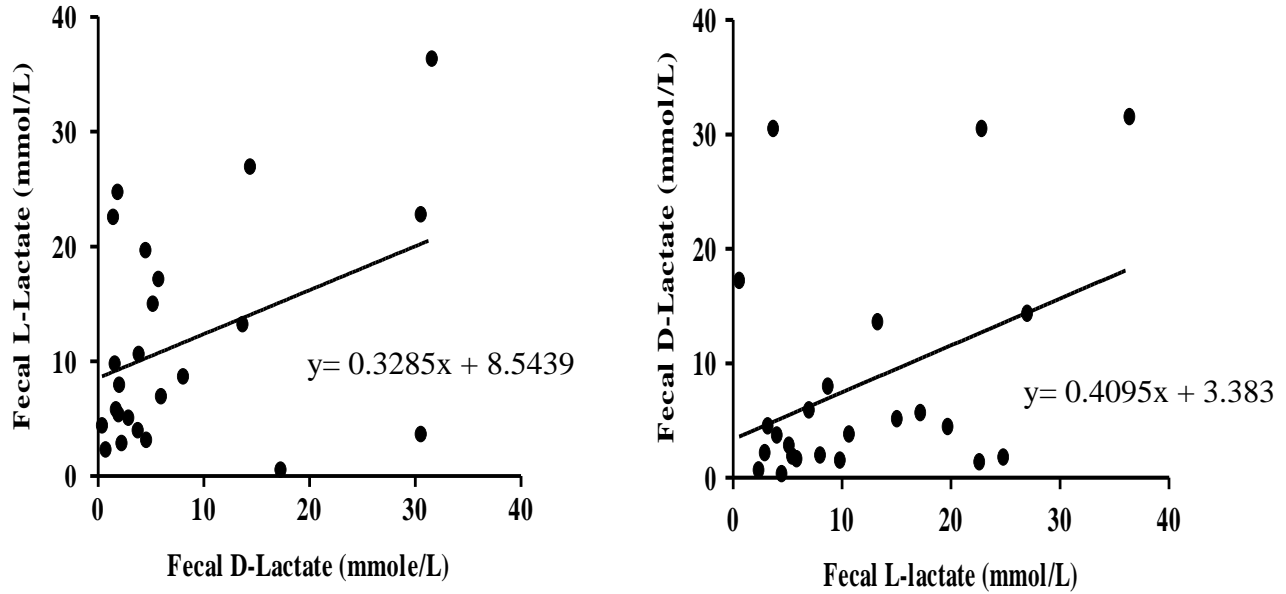 Fecal L-Lactate (mmol/L)
40
30
20
10
0
0 10 20 30 40
Fecal D-Lactate (mmole/L)
y= 0.3285x + 8.5439
Fecal D-Lactate (mmol/L)
40
30
20
10
0
0 10 20 30 40
Fecal L-lactate (mmol/L)
y= 0.4095x + 3.383